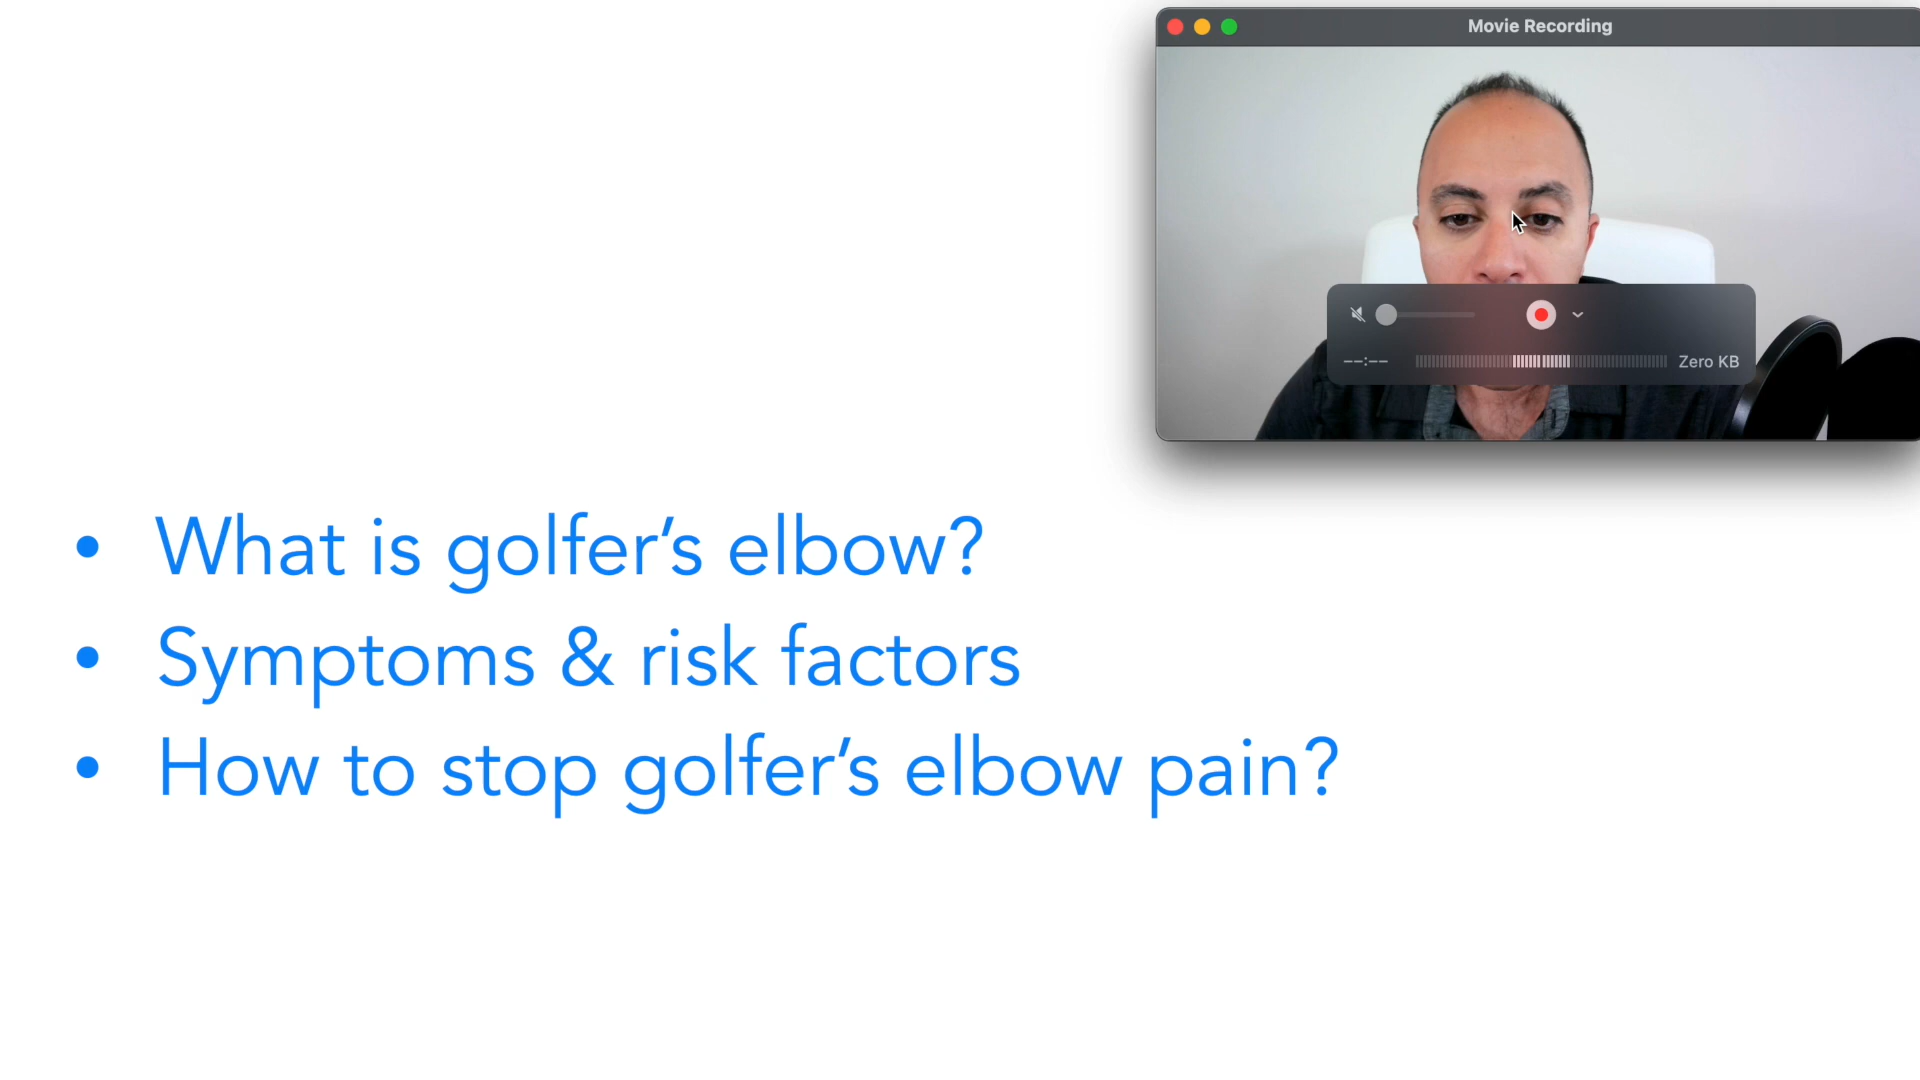 Movie Recording
--:-- Zero KB
• What is golfer’s elbow?
• Symptoms & risk factors
• How to stop golfer’s elbow pain?